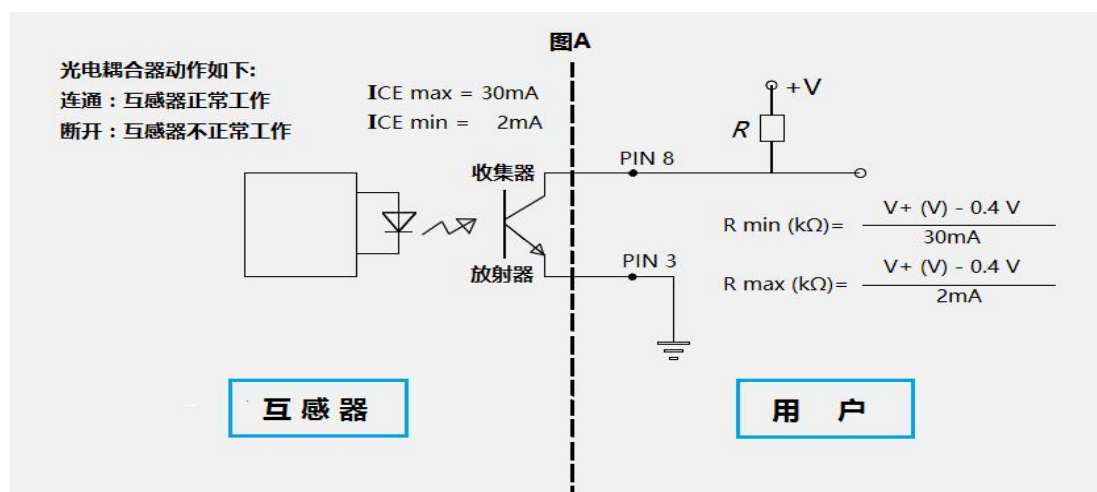 图A
光电耦合器动作如下:
连通：互感器正常工作
断开：互感器不正常工作
ICE max = 30mA
ICE min = 2mA
+V
R
PIN 8
收集器
放射器
PIN 3
R min (kΩ)= V+ (V) - 0.4 V
30mA
R max (kΩ)= V+ (V) - 0.4 V
2mA
互感器
用 户